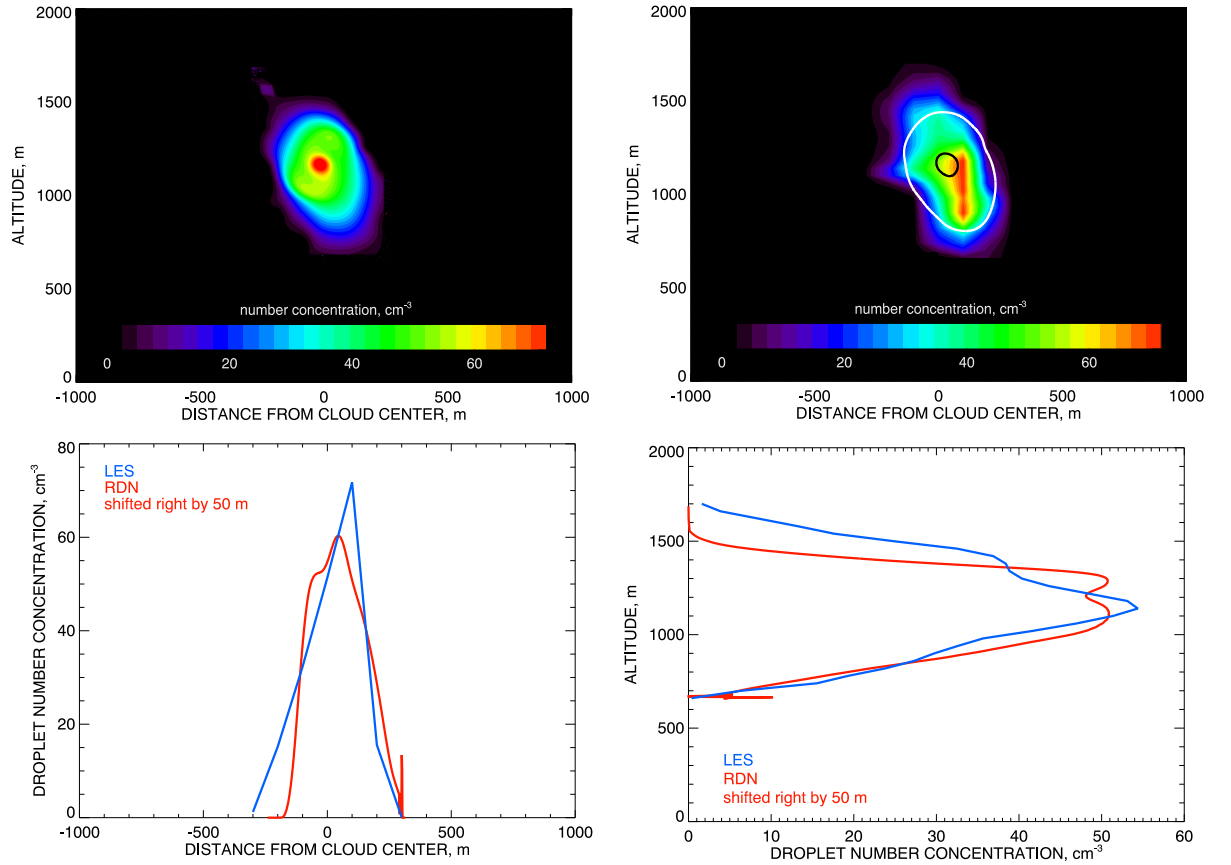 2000
1500
1000
500
0
ALTITUDE, m
number concentration, cm-3
0 20 40 60
-1000 -500 0 500 1000
DISTANCE FROM CLOUD CENTER, m
2000
1500
1000
500
0
ALTITUDE, m
number concentration, cm-3
0 20 40 60
-1000 -500 0 500 1000
DISTANCE FROM CLOUD CENTER, m
80
60
40
20
0
DROPLET NUMBER CONCENTRATION, cm-3
LES
RDN
shifted right by 50 m
-1000 -500 0 500 1000
DISTANCE FROM CLOUD CENTER, m
2000
1500
1000
500
0
ALTITUDE, m
LES
RDN
shifted right by 50 m
0 10 20 30 40 50 60
DROPLET NUMBER CONCENTRATION, cm-3